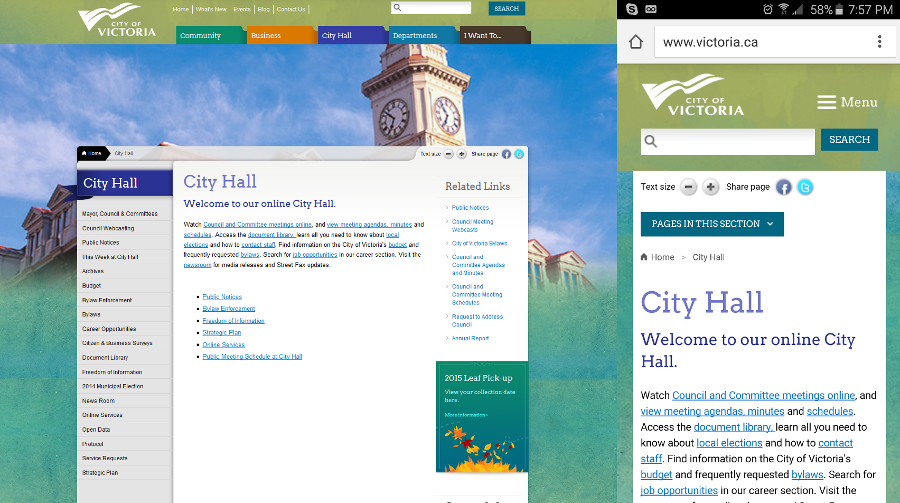 CITY OF
VICTORIA
Home | What's New Events | Blog | Contact Us |
SEARCH
Community
Business
City Hall
Departments
I Want To...
Home
City Hall
Text size
Share page
City Hall
Mayor, Council & Committees
Council Webcasting
Public Notices
This Week at City Hall
Archives
Budget
Bylaw Enforcement
Bylaws
Career Opportunities
Citizen & Business Surveys
Document Library
Freedom of Information
2014 Municipal Election
News Room
Online Services
Open Data
Protocol
Service Requests
Strategic Plan
City Hall
Welcome to our online City Hall.
Watch Council and Committee meetings online, and view meeting agendas, minutes and
schedules. Access the document library, learn all you need to know about local
elections and how to contact staff. Find information on the City of Victoria's budget and
frequently requested bylaws. Search for job opportunities in our career section. Visit the
newsroom for media releases and Street Fax updates.
Public Notices
Bylaw Enforcement
Freedom of Information
Strategic Plan
Online Services
Public Meeting Schedule at City Hall
Related Links
Public Notices
Council Meeting
Webcasts
City of Victoria Bylaws
Council and
Committee Agendas
and Minutes
Council and
Committee Meeting
Schedules
Request to Address
Council
Annual Report
2015 Leaf Pick-up
View your collection date
here.
More Information>
58% 7:57 PM
www.victoria.ca
CITY OF
VICTORIA
Menu
SEARCH
Text size
Share page
PAGES IN THIS SECTION
Home > City Hall
City Hall
Welcome to our online City
Hall.
Watch Council and Committee meetings online, and
view meeting agendas, minutes and schedules.
Access the document library, learn all you need to
know about local elections and how to contact
staff. Find information on the City of Victoria's
budget and frequently requested bylaws. Search for
job opportunities in our career section. Visit the